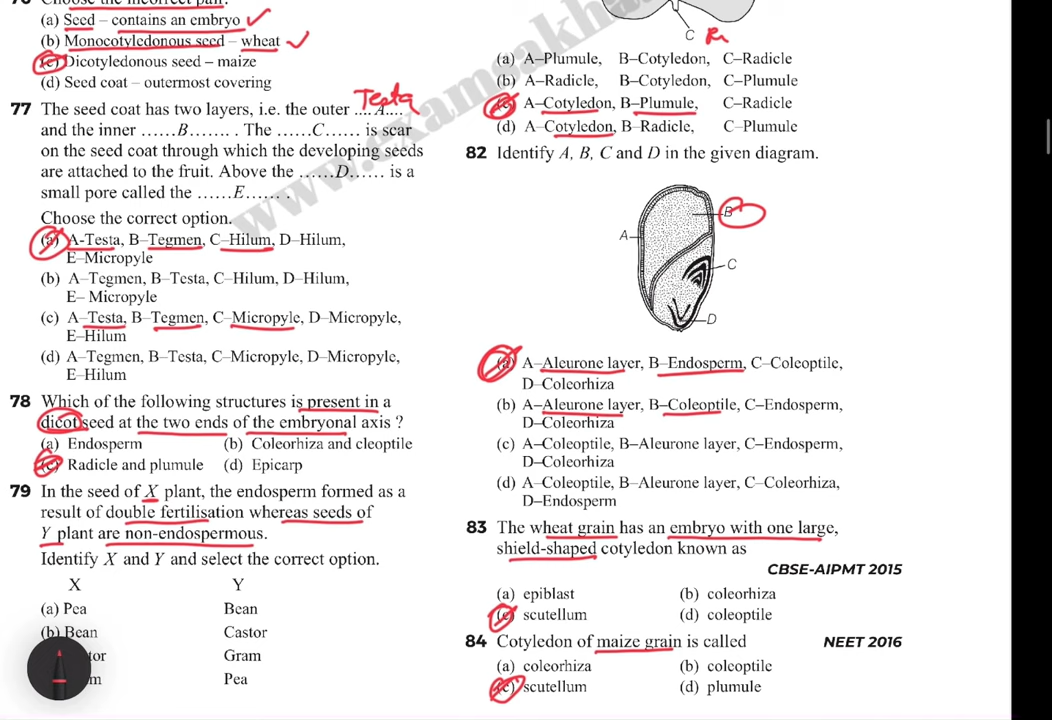 76 Choose the incorrect pair.
(a) Seed – contains an embryo
(b) Monocotyledonous seed – wheat
(c) Dicotyledonous seed – maize
(d) Seed coat – outermost covering
Testa
77 The seed coat has two layers, i.e. the outer ....A....
and the inner ......B....... . The ......C...... is scar
on the seed coat through which the developing seeds
are attached to the fruit. Above the ......D...... is a
small pore called the ......E...... .
Choose the correct option.
(a) A-Testa, B–Tegmen, C–Hilum, D–Hilum,
E–Micropyle
(b) A–Tegmen, B–Testa, C–Hilum, D–Hilum,
E– Micropyle
(c) A–Testa, B–Tegmen, C–Micropyle, D–Micropyle,
E–Hilum
(d) A–Tegmen, B–Testa, C–Micropyle, D–Micropyle,
E–Hilum
78 Which of the following structures is present in a
dicot seed at the two ends of the embryonal axis ?
(a) Endosperm (b) Coleorhiza and cleoptile
(c) Radicle and plumule (d) Epicarp
79 In the seed of X plant, the endosperm formed as a
result of double fertilisation whereas seeds of
Y plant are non-endospermous.
Identify X and Y and select the correct option.
X Y
(a) Pea Bean
(b) Bean Castor
tor Gram
m Pea
C
(a) A–Plumule, B–Cotyledon, C–Radicle
(b) A–Radicle, B–Cotyledon, C–Plumule
A–Cotyledon, B–Plumule, C–Radicle
(d) A–Cotyledon, B–Radicle, C–Plumule
82 Identify A, B, C and D in the given diagram.
B
A
C
D
(a) A–Aleurone layer, B–Endosperm, C–Coleoptile,
D–Coleorhiza
(b) A–Aleurone layer, B–Coleoptile, C–Endosperm,
D–Coleorhiza
(c) A–Coleoptile, B–Aleurone layer, C–Endosperm,
D–Coleorhiza
(d) A–Coleoptile, B–Aleurone layer, C–Coleorhiza,
D–Endosperm
83 The wheat grain has an embryo with one large,
shield-shaped cotyledon known as
CBSE-AIPMT 2015
(a) epiblast (b) coleorhiza
(c) scutellum (d) coleoptile
84 Cotyledon of maize grain is called NEET 2016
(a) coleorhiza (b) coleoptile
(c) scutellum (d) plumule
www.examsakha